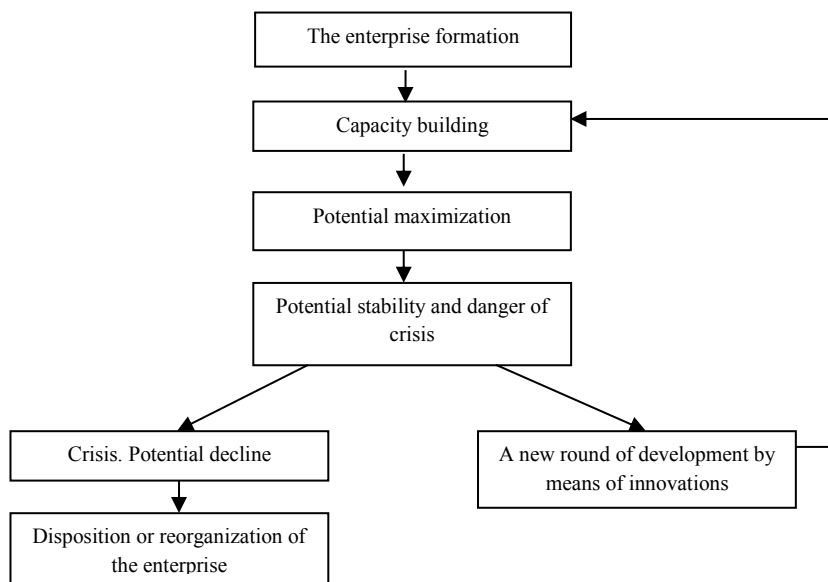 The enterprise formation
Capacity building
Potential maximization
Potential stability and danger of
crisis
Crisis. Potential decline
A new round of development by
means of innovations
Disposition or reorganization of
the enterprise